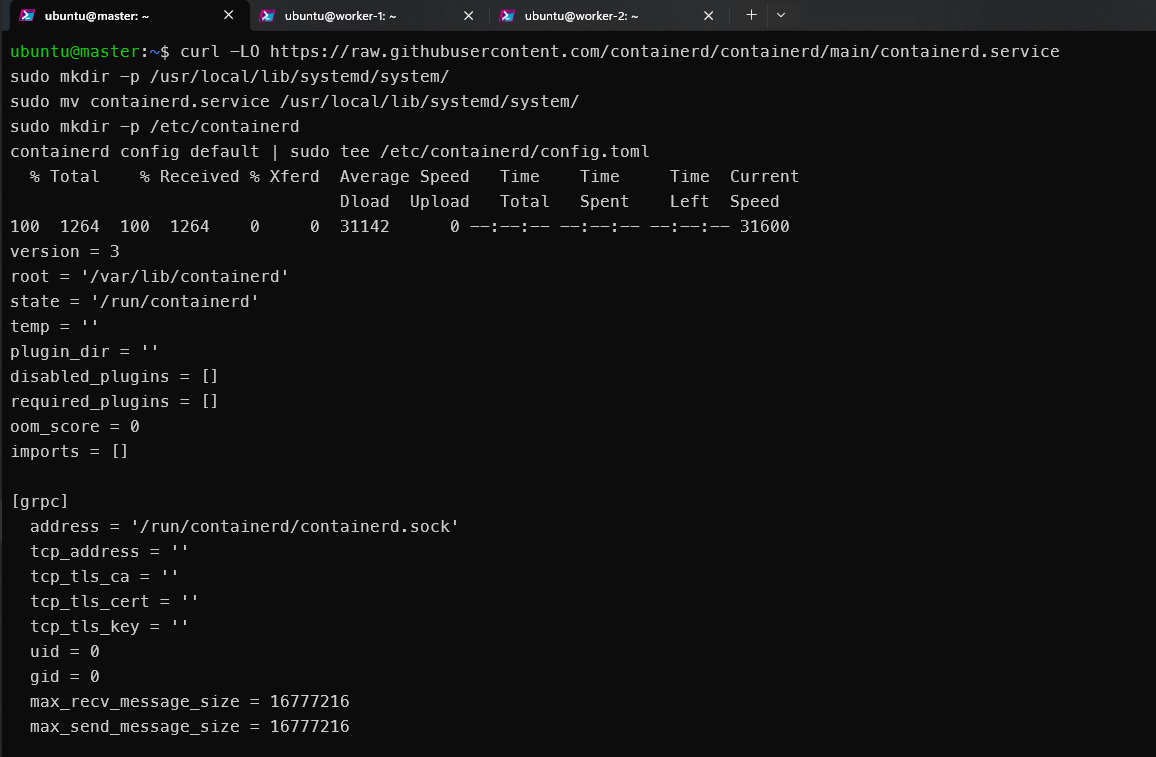 ubuntu@master: ~
ubuntu@worker-1: ~
ubuntu@worker-2: ~
ubuntu@master:~$ curl -LO https://raw.githubusercontent.com/containerd/containerd/main/containerd.service
sudo mkdir -p /usr/local/lib/systemd/system/
sudo mv containerd.service /usr/local/lib/systemd/system/
sudo mkdir -p /etc/containerd
containerd config default | sudo tee /etc/containerd/config.toml
  % Total    % Received % Xferd  Average Speed   Time    Time     Time  Current
                                 Dload  Upload   Total   Spent    Left  Speed
100  1264  100  1264    0     0  31142      0 --:--:-- --:--:-- --:--:-- 31600
version = 3
root = '/var/lib/containerd'
state = '/run/containerd'
temp = ''
plugin_dir = ''
disabled_plugins = []
required_plugins = []
oom_score = 0
imports = []

[grpc]
  address = '/run/containerd/containerd.sock'
  tcp_address = ''
  tcp_tls_ca = ''
  tcp_tls_cert = ''
  tcp_tls_key = ''
  uid = 0
  gid = 0
  max_recv_message_size = 16777216
  max_send_message_size = 16777216